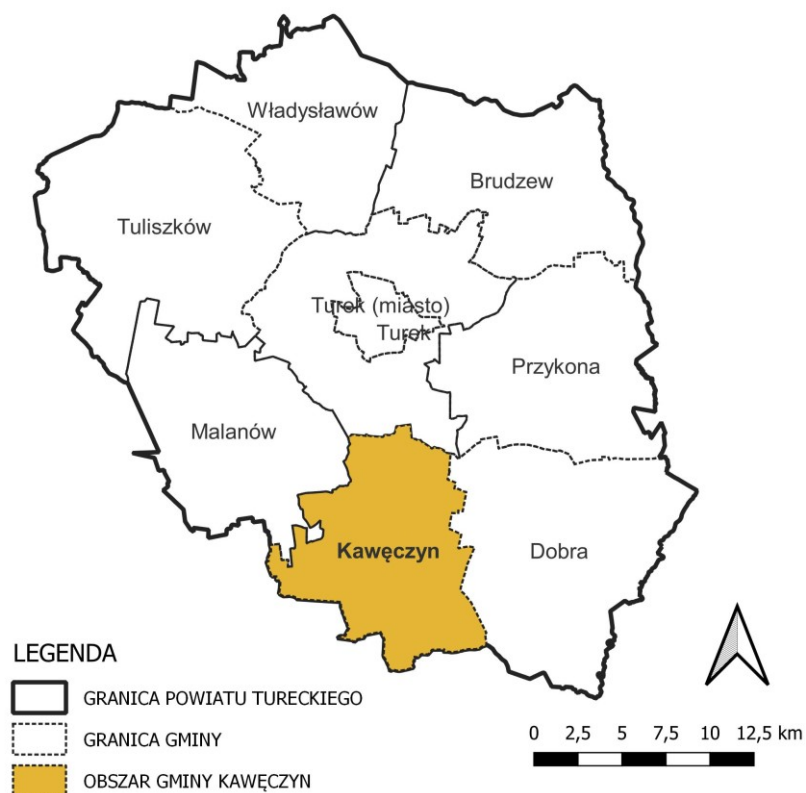 Władysławów
Brudzew
Tuliszków
Turek (miasto)
Turek
Przykona
Malanów
Kawęczyn
Dobra
LEGENDA
GRANICA POWIATU TURECKIEGO
GRANICA GMINY
OBSZAR GMINY KAWĘCZYN
0 2,5 5 7,5 10 12,5 km